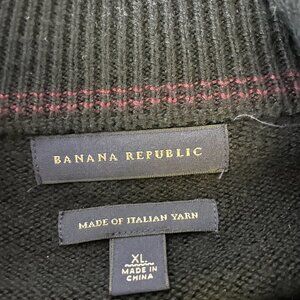 BANANA REPUBLIC
MADE OF ITALIAN YARN
XL
MADE IN
CHINA